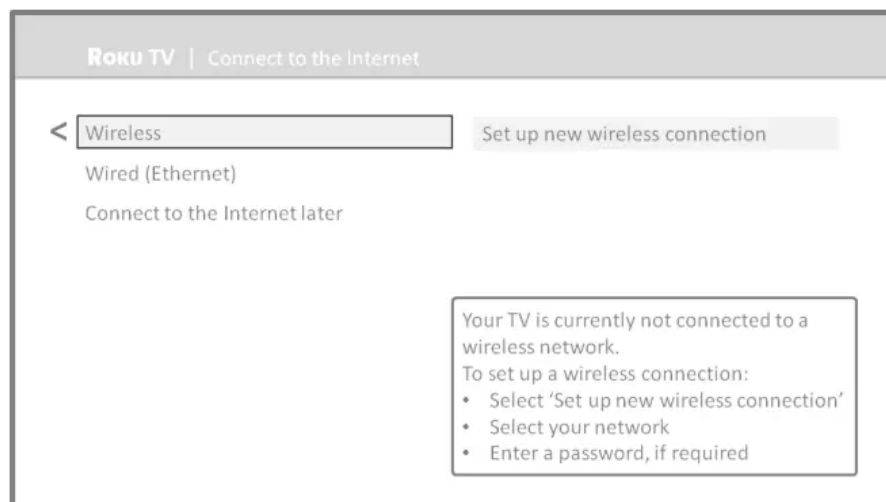 ROKU TV | Connect to the Internet
< Wireless
Set up new wireless connection
Wired (Ethernet)
Connect to the Internet later
Your TV is currently not connected to a
wireless network.
To set up a wireless connection:
• Select ‘Set up new wireless connection’
• Select your network
• Enter a password, if required